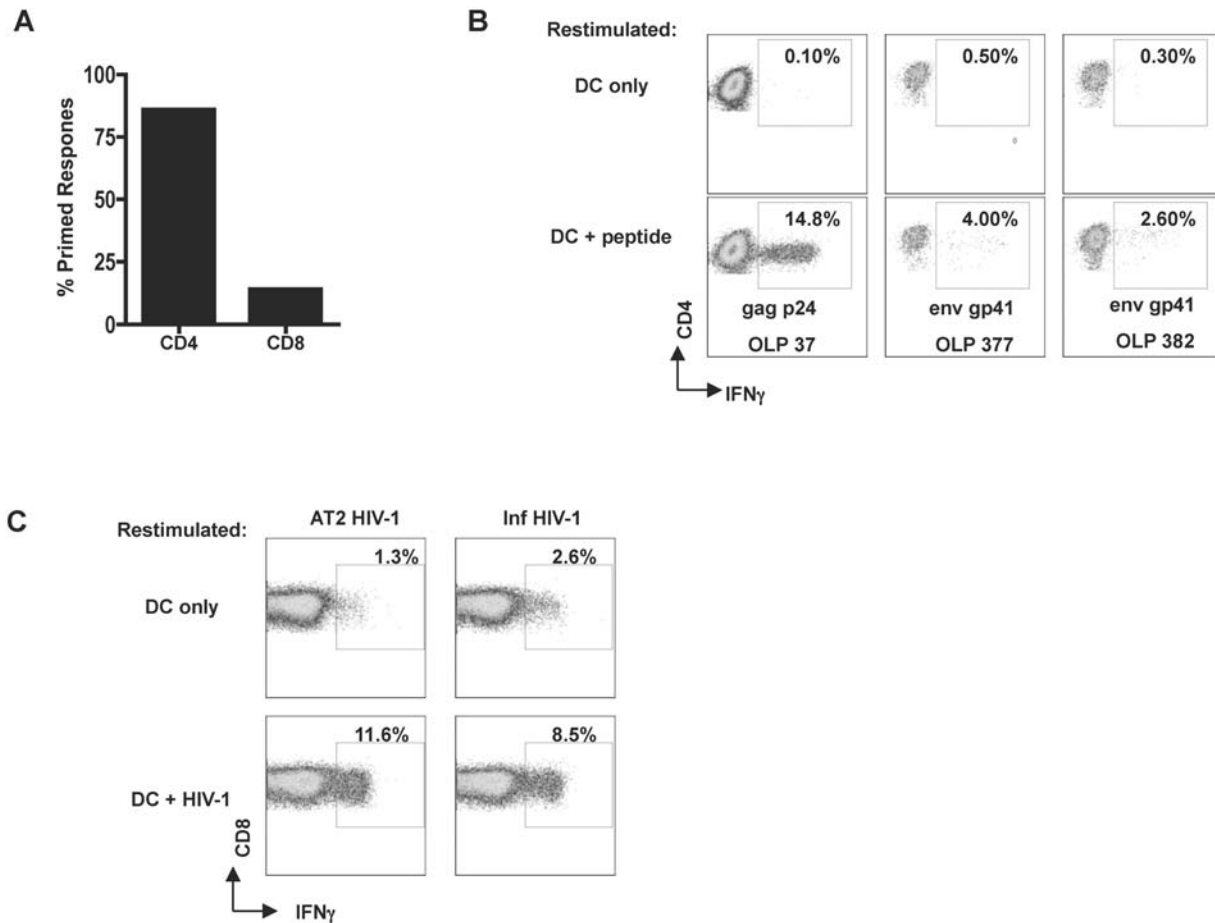 A
% Primed Respones
100
75
50
25
0
CD4
CD8
B
Restimulated:
DC only
0.10%
0.50%
0.30%
DC + peptide
14.8%
4.00%
2.60%
gag p24
env gp41
env gp41
OLP 37
OLP 377
OLP 382
CD4
IFNγ
C
Restimulated:
AT2 HIV-1
Inf HIV-1
DC only
1.3%
2.6%
DC + HIV-1
11.6%
8.5%
CD8
IFNγ